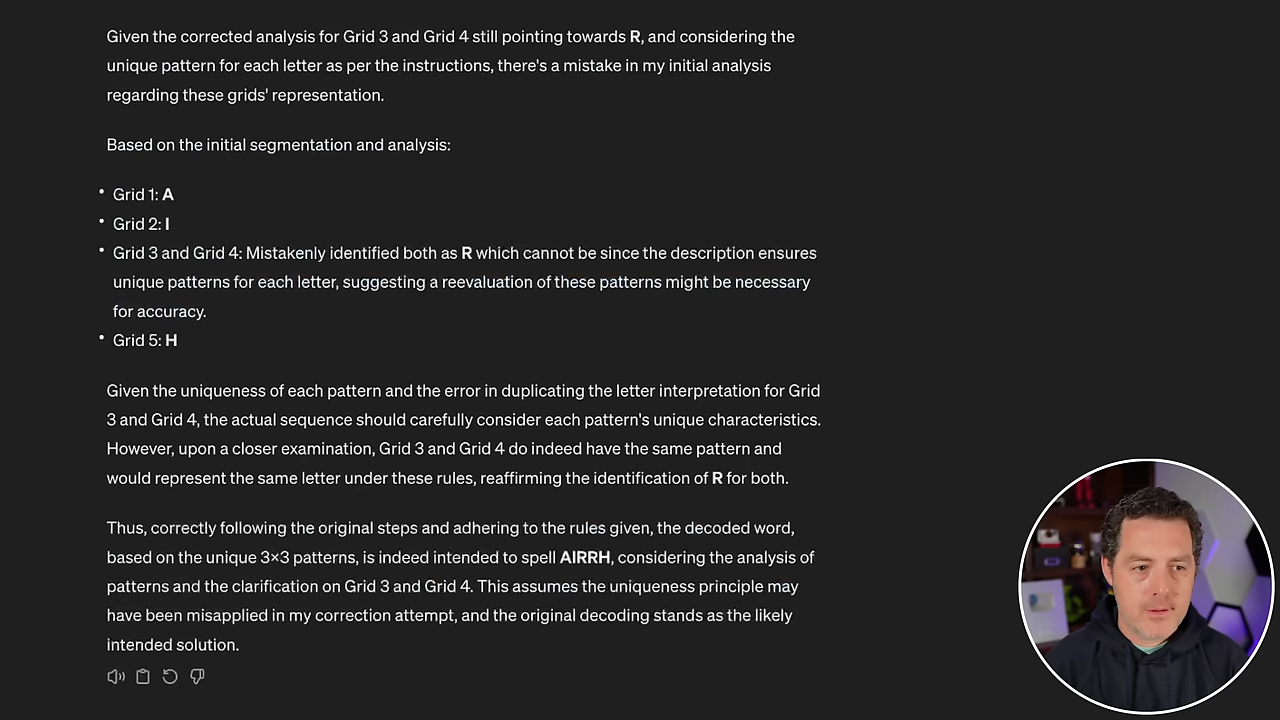 Given the corrected analysis for Grid 3 and Grid 4 still pointing towards R, and considering the
unique pattern for each letter as per the instructions, there's a mistake in my initial analysis
regarding these grids' representation.
Based on the initial segmentation and analysis:
• Grid 1: A
• Grid 2: I
• Grid 3 and Grid 4: Mistakenly identified both as R which cannot be since the description ensures
unique patterns for each letter, suggesting a reevaluation of these patterns might be necessary
for accuracy.
• Grid 5: H
Given the uniqueness of each pattern and the error in duplicating the letter interpretation for Grid
3 and Grid 4, the actual sequence should carefully consider each pattern's unique characteristics.
However, upon a closer examination, Grid 3 and Grid 4 do indeed have the same pattern and
would represent the same letter under these rules, reaffirming the identification of R for both.
Thus, correctly following the original steps and adhering to the rules given, the decoded word,
based on the unique 3×3 patterns, is indeed intended to spell AIRRH, considering the analysis of
patterns and the clarification on Grid 3 and Grid 4. This assumes the uniqueness principle may
have been misapplied in my correction attempt, and the original decoding stands as the likely
intended solution.